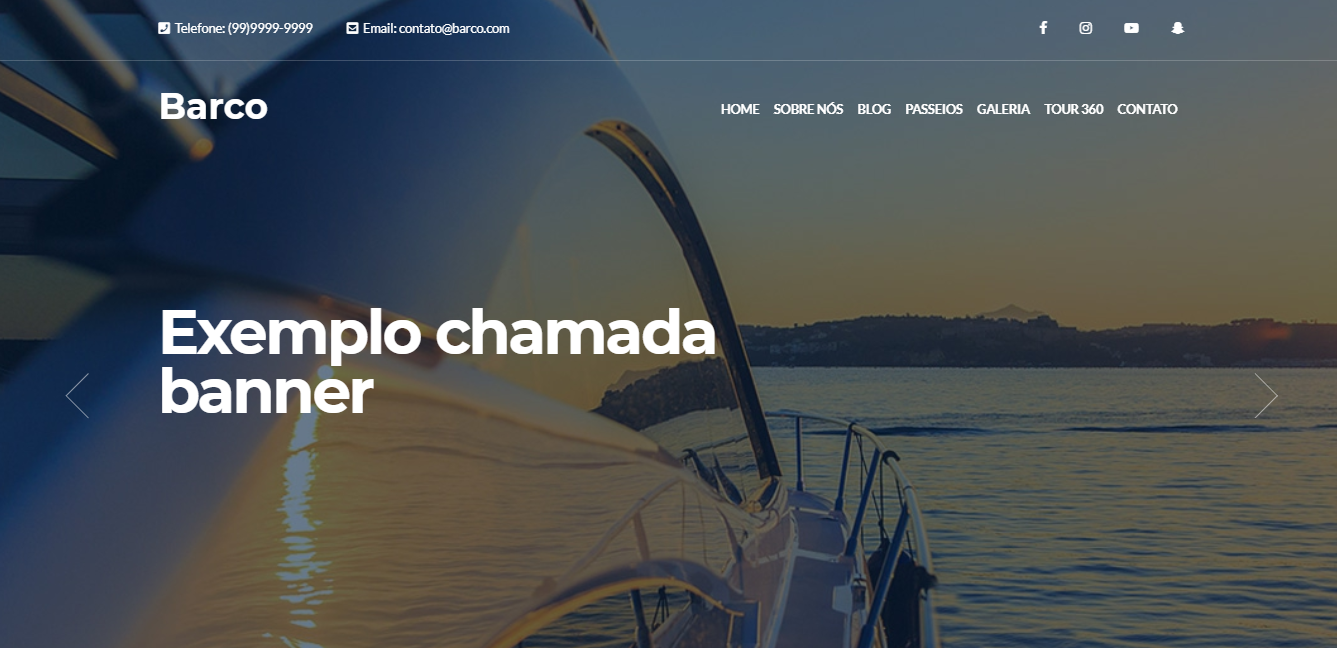 Telefone: (99)9999-9999 Email: contato@barco.com
Barco HOME SOBRE NÓS BLOG PASSEIOS GALERIA TOUR 360 CONTATO
Exemplo chamada
banner